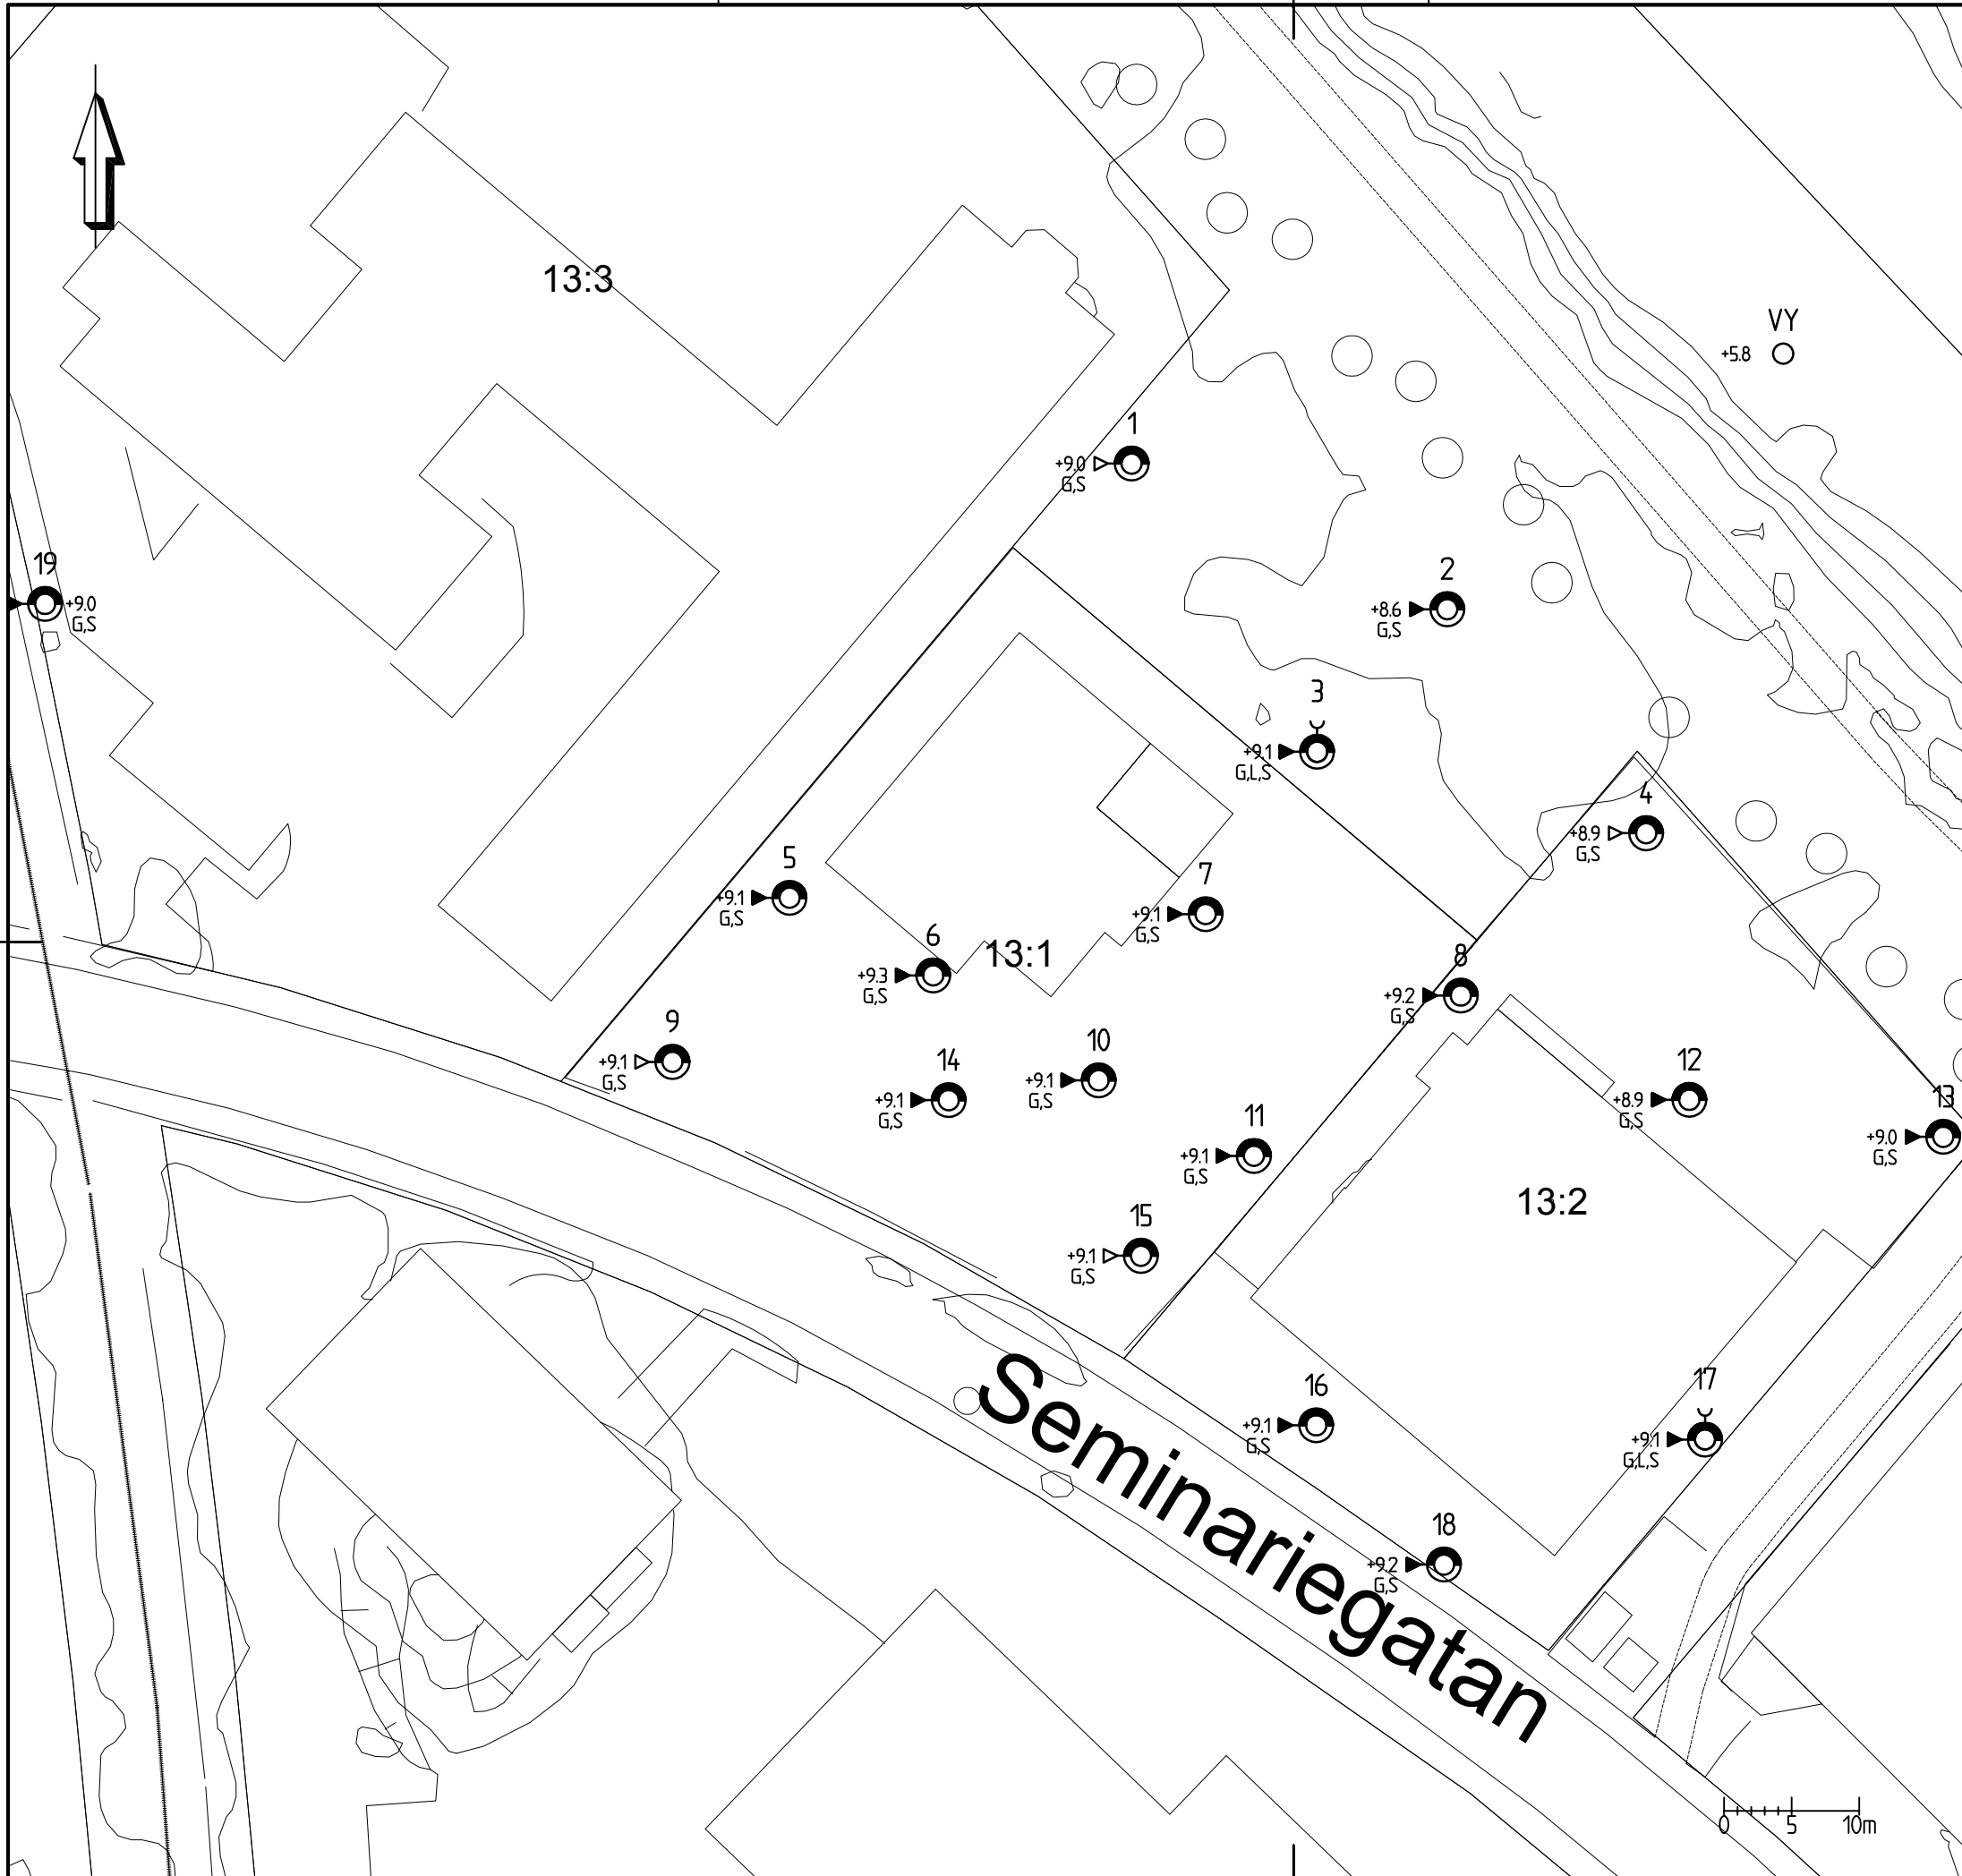 13:3
VY
+5.8
1
+9.0
G,S
19
+9.0
G,S
2
+8.6
G,S
3
+9.1
G,L,S
4
+8.9
G,S
5
+9.1
G,S
7
+9.1
G,S
6
+9.3
G,S
13:1
8
+9.2
G,S
9
+9.1
G,S
14
+9.1
G,S
10
+9.1
G,S
12
+8.9
G,S
13
+9.0
G,S
11
+9.1
G,S
13:2
15
+9.1
G,S
16
+9.1
G,S
17
+9.1
G,L,S
18
+9.2
G,S
Seminariegatan
0 5 10m